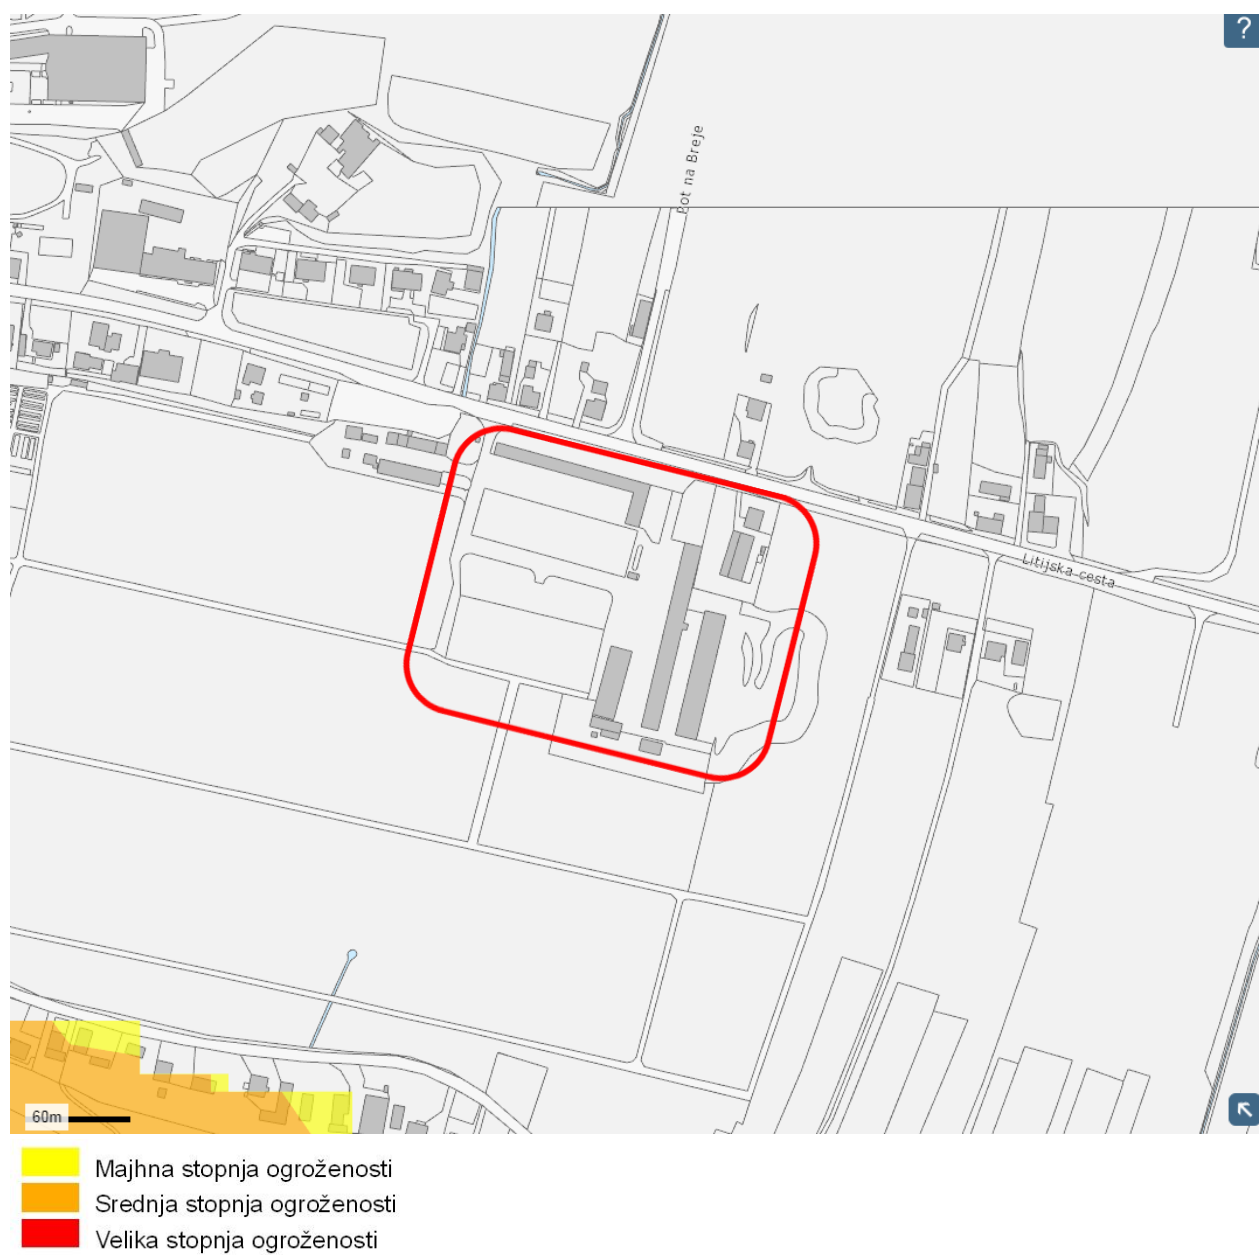 ?
Pot na Breje
Litijska cesta
60m
Majhna stopnja ogroženosti
Srednja stopnja ogroženosti
Velika stopnja ogroženosti